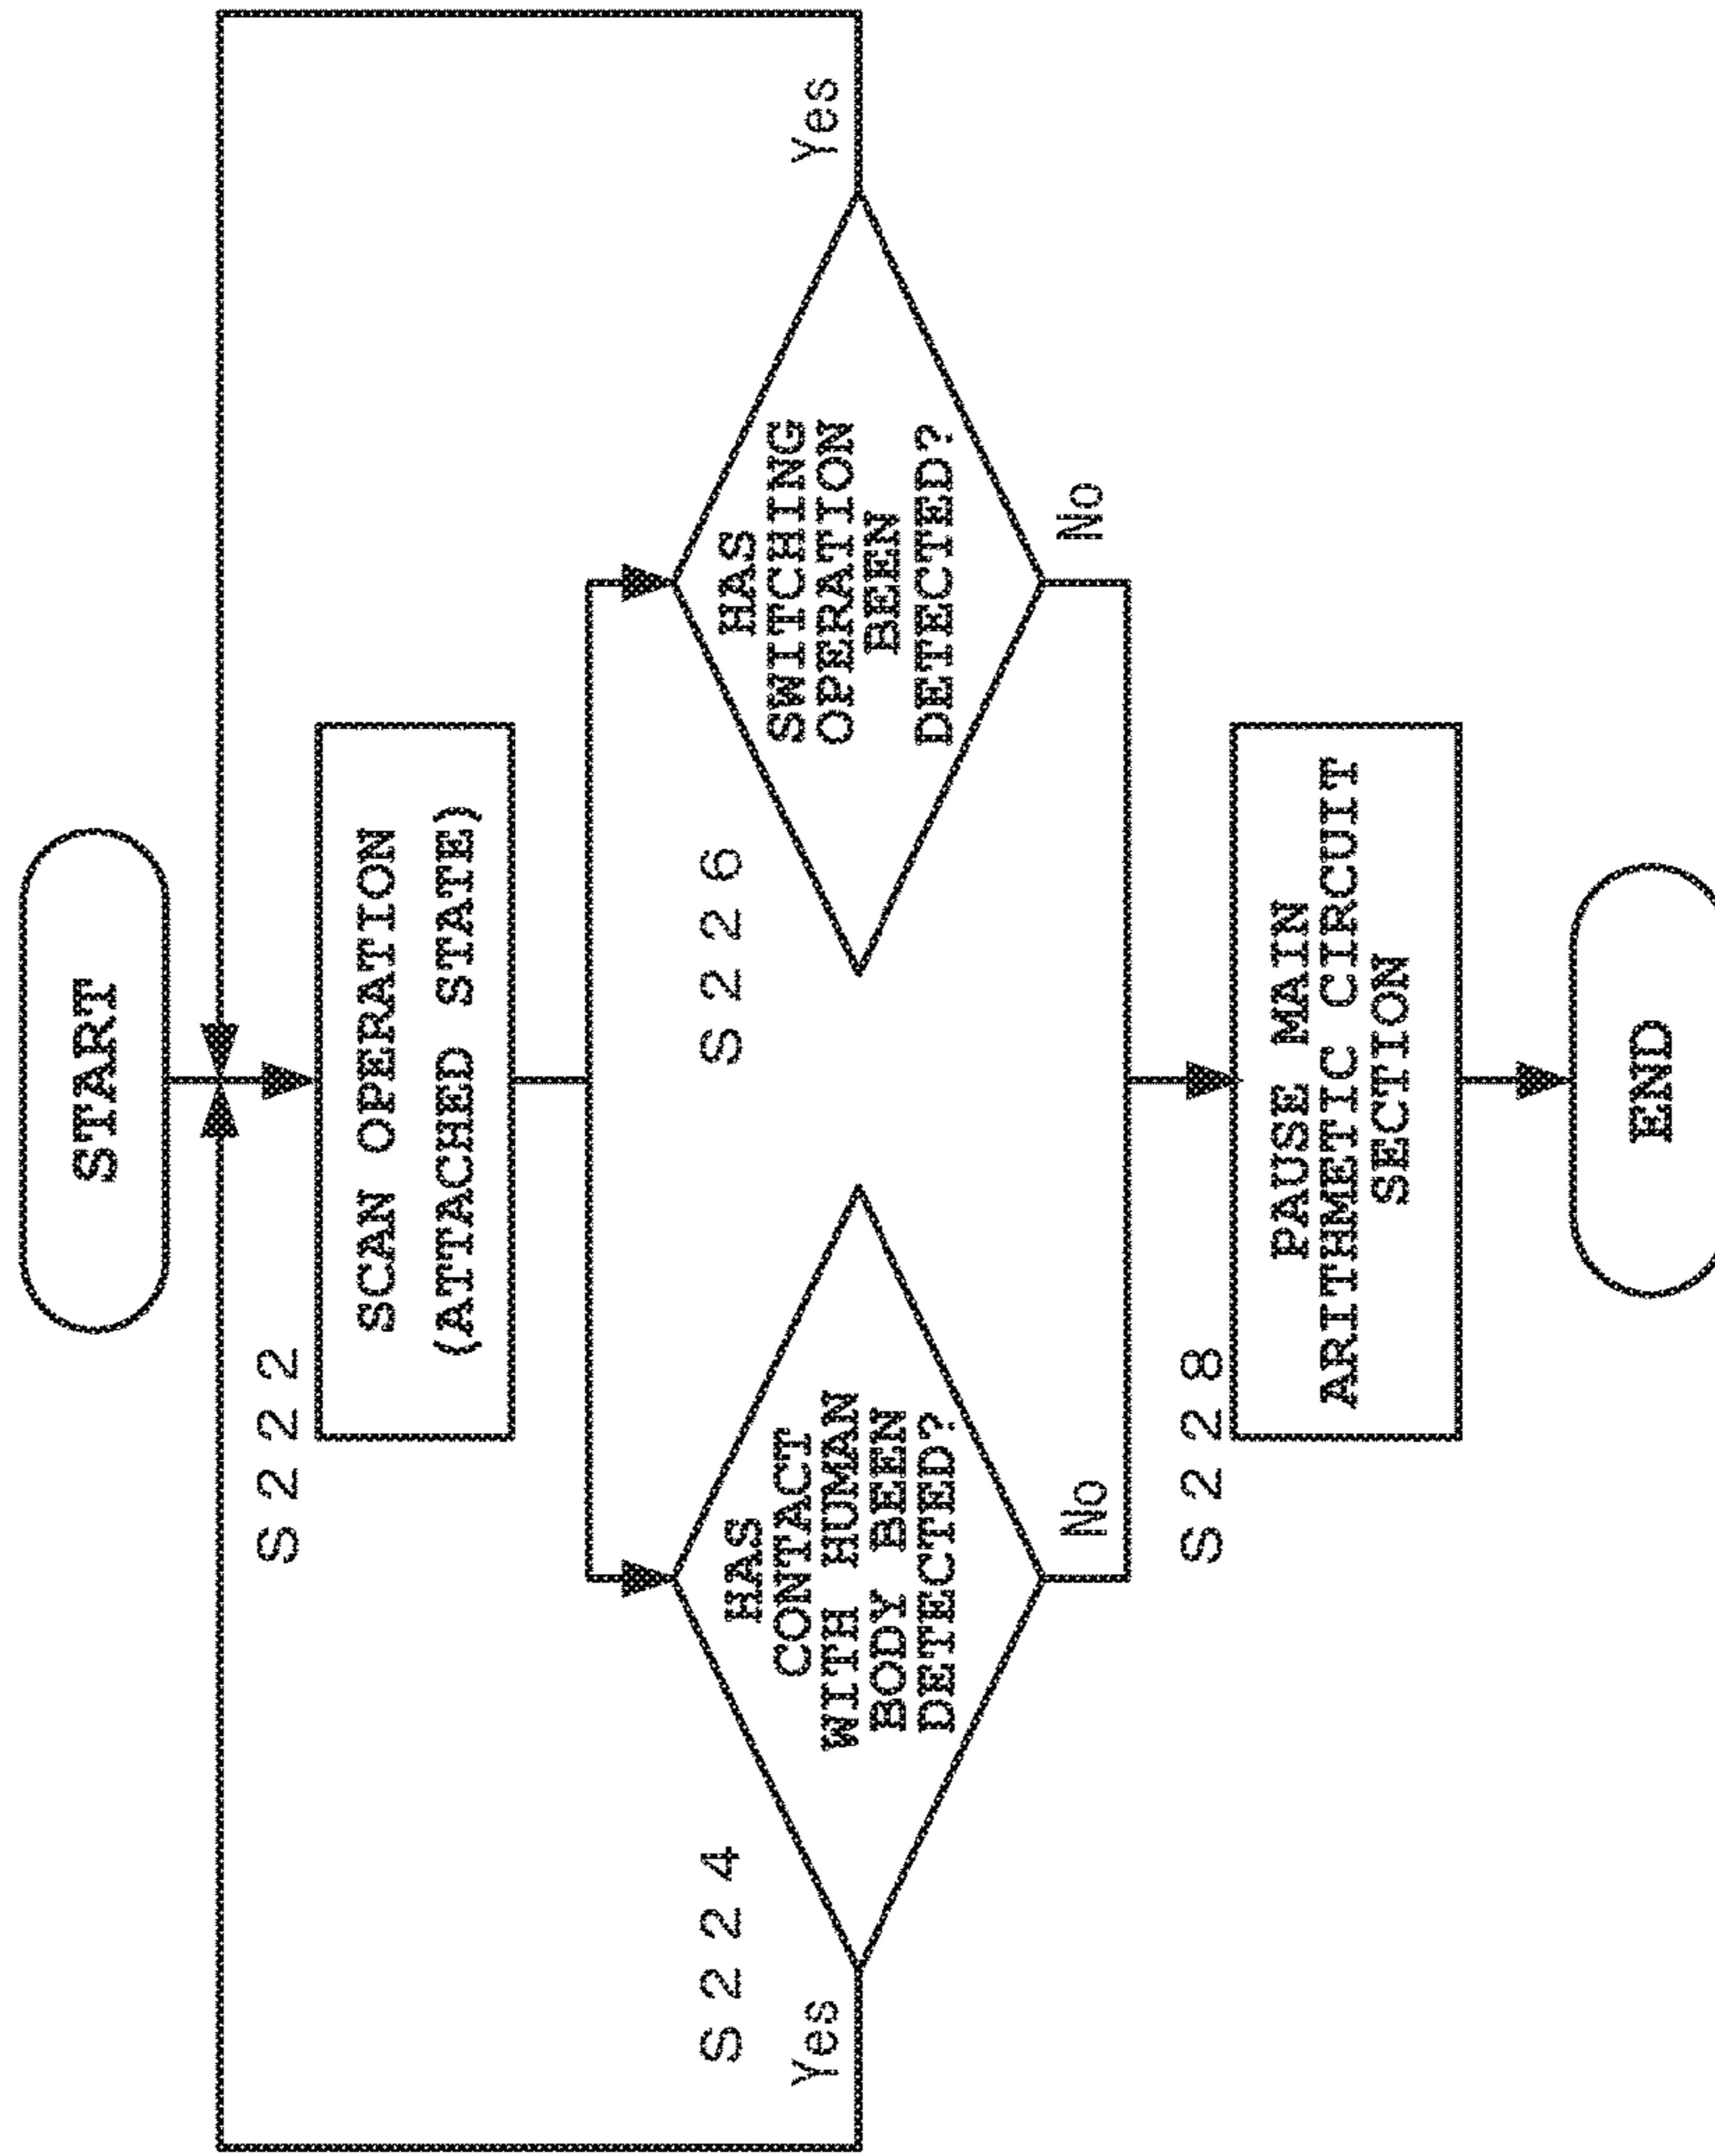 START
S222
SCAN OPERATION
(ATTACHED STATE)
S224
HAS
CONTACT
WITH HUMAN
BODY BEEN
DETECTED?
Yes
No
S226
HAS
SWITCHING
OPERATION
BEEN
DETECTED?
Yes
No
S228
PAUSE MAIN
ARITHMETIC CIRCUIT
SECTION
END